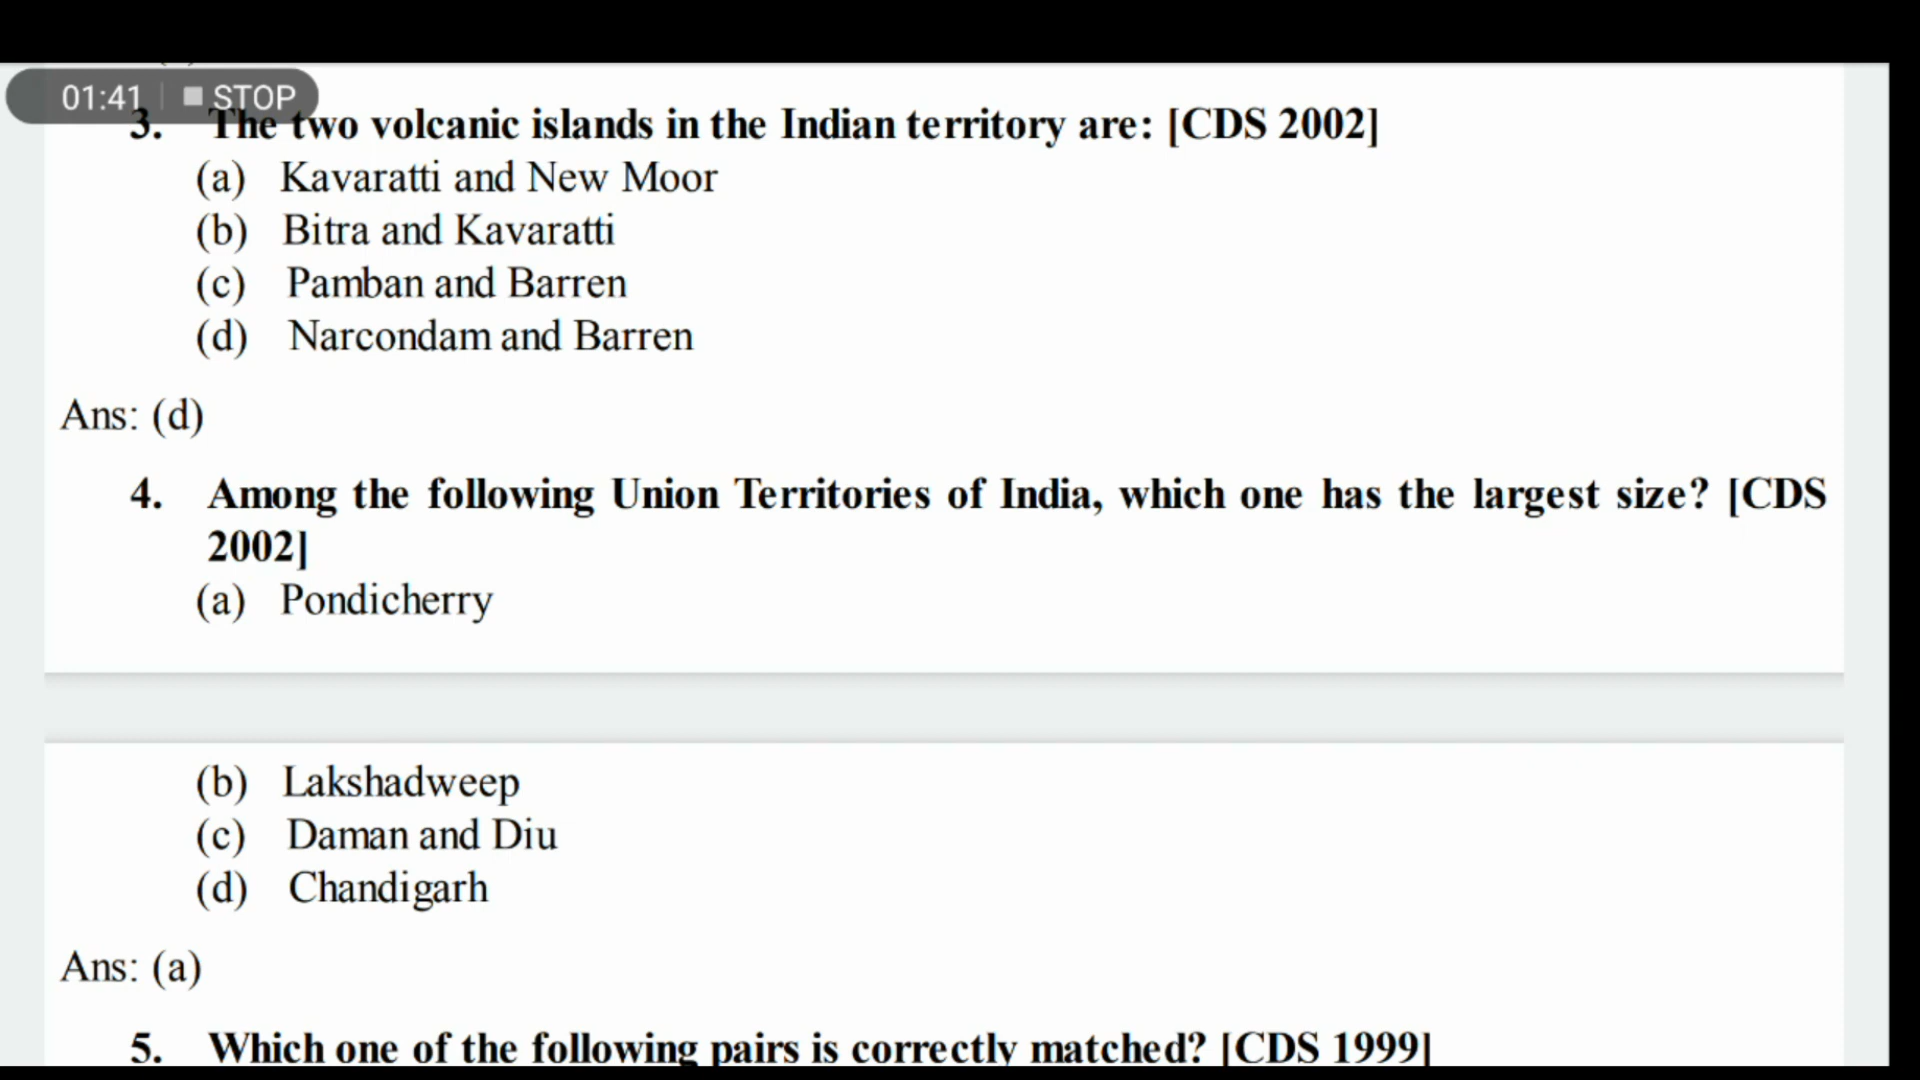 01:41 STOP
3. The two volcanic islands in the Indian territory are: [CDS 2002]
(a) Kavaratti and New Moor
(b) Bitra and Kavaratti
(c) Pamban and Barren
(d) Narcondam and Barren
Ans: (d)
4. Among the following Union Territories of India, which one has the largest size? [CDS
2002]
(a) Pondicherry
(b) Lakshadweep
(c) Daman and Diu
(d) Chandigarh
Ans: (a)
5. Which one of the following pairs is correctly matched? [CDS 1999]